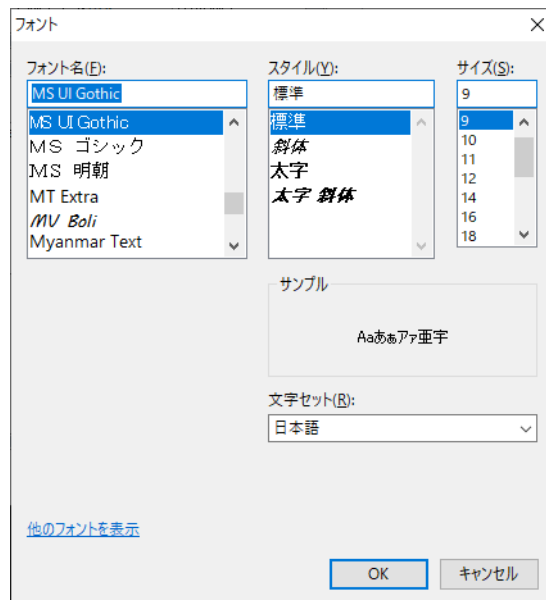 フォント
フォント名(F):
MS UI Gothic
MS UI Gothic
ＭＳ ゴシック
ＭＳ 明朝
MT Extra
MV Boli
Myanmar Text
スタイル(Y):
標準
標準
斜体
太字
太字 斜体
サイズ(S):
9
9
10
11
12
14
16
18
サンプル
Aaあぁアァ亜宇
文字セット(R):
日本語
他のフォントを表示
OK
キャンセル